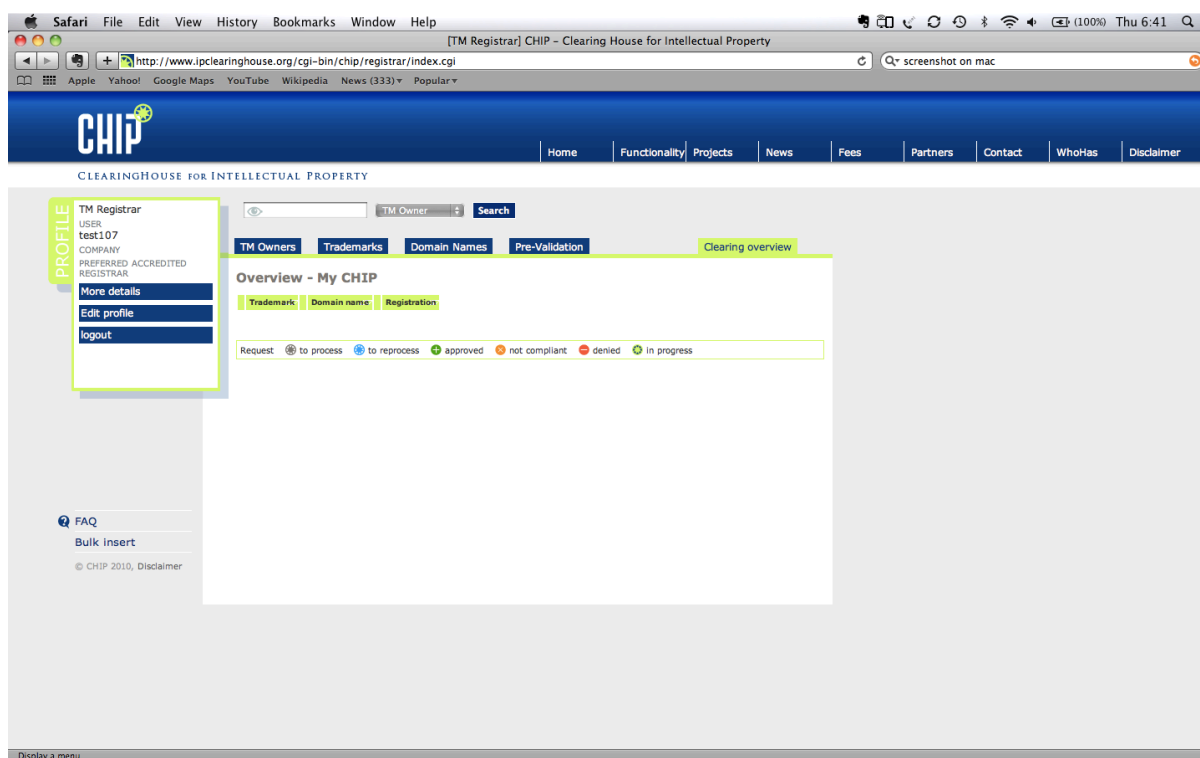 Safari File Edit View History Bookmarks Window Help (100%) Thu 6:41
[TM Registrar] CHIP – Clearing House for Intellectual Property
http://www.ipclearinghouse.org/cgi-bin/chip/registrar/index.cgi screenshot on mac
Apple Yahoo! Google Maps YouTube Wikipedia News (333) Popular
CHIP
Home Functionality Projects News Fees Partners Contact WhoHas Disclaimer
CLEARINGHOUSE FOR INTELLECTUAL PROPERTY
PROFILE
TM Registrar
USER
test107
COMPANY
PREFERRED ACCREDITED
REGISTRAR
More details
Edit profile
logout
TM Owner Search
TM Owners Trademarks Domain Names Pre-Validation Clearing overview
Overview - My CHIP
Trademark Domain name Registration
Request to process to reprocess approved not compliant denied in progress
FAQ
Bulk insert
© CHIP 2010, Disclaimer
Display a menu